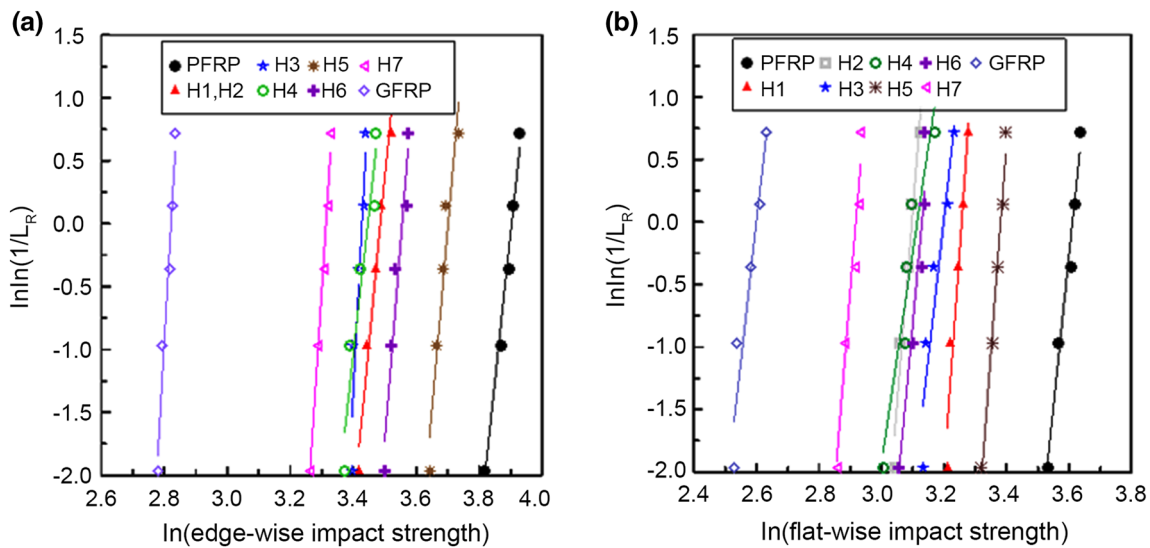 (a)
1.5
1.0
0.5
0.0
-0.5
-1.0
-1.5
-2.0
lnln(1/LR)
PFRP H3 H5 H7
H1,H2 H4 H6 GFRP
2.6 2.8 3.0 3.2 3.4 3.6 3.8 4.0
ln(edge-wise impact strength)
(b)
1.5
1.0
0.5
0.0
-0.5
-1.0
-1.5
-2.0
lnln(1/LR)
PFRP H2 H4 H6 GFRP
H1 H3 H5 H7
2.4 2.6 2.8 3.0 3.2 3.4 3.6 3.8
ln(flat-wise impact strength)